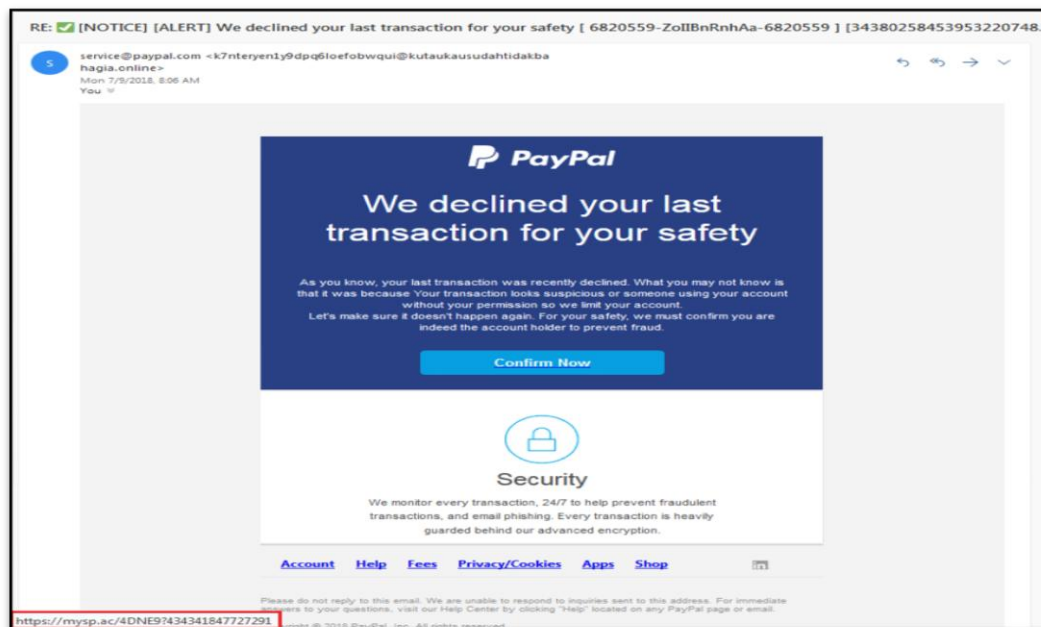 RE: ✅ [NOTICE] [ALERT] We declined your last transaction for your safety [ 6820559-ZoIIBnRnhAa-6820559 ] [34380258453953220748.
S
service@paypal.com <k7nteryen1y9dpq6loefobwqui@kutaukausudahtidakba
hagia.online>
Mon 7/9/2018, 8:06 AM
You
PayPal
We declined your last
transaction for your safety
As you know, your last transaction was recently declined. What you may not know is
that it was because Your transaction looks suspicious or someone using your account
without your permission so we limit your account.
Let's make sure it doesn't happen again. For your safety, we must confirm you are
indeed the account holder to prevent fraud.
Confirm Now
Security
We monitor every transaction, 24/7 to help prevent fraudulent
transactions, and email phishing. Every transaction is heavily
guarded behind our advanced encryption.
Account Help Fees Privacy/Cookies Apps Shop in
Please do not reply to this email. We are unable to respond to inquiries sent to this address. For immediate
answers to your questions, visit our Help Center by clicking "Help" located on any PayPal page or email.
https://mysp.ac/4DNE9?434341847727291
2018 PayPal, Inc. All rights reserved.